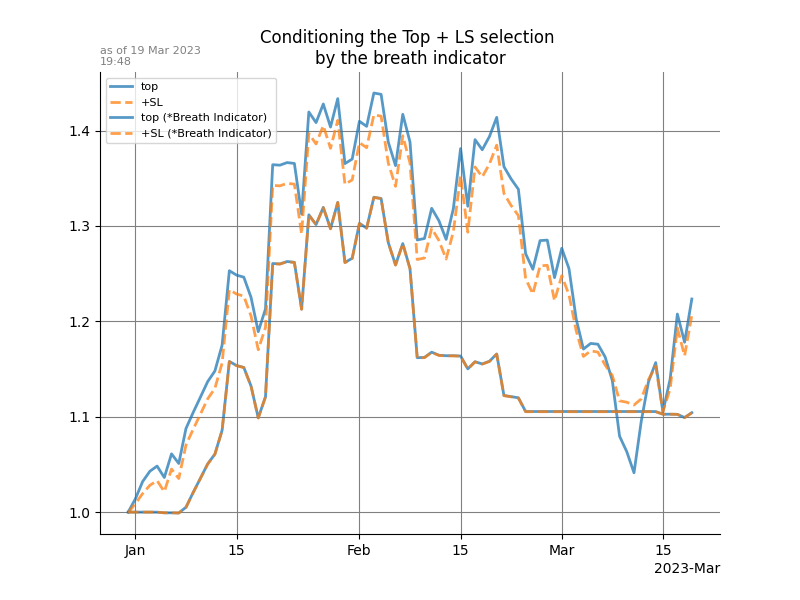 Conditioning the Top + LS selection
by the breath indicator
as of 19 Mar 2023
19:48
top
+SL
top (*Breath Indicator)
+SL (*Breath Indicator)
1.4
1.3
1.2
1.1
1.0
Jan 15 Feb 15 Mar 15
2023-Mar